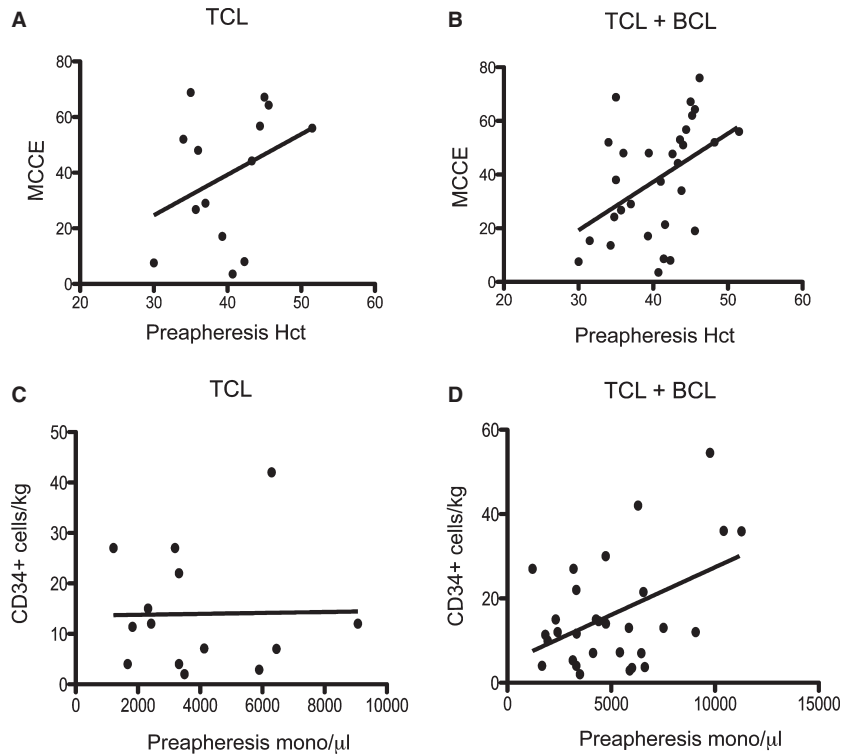 A
TCL
MCCE
80
60
40
20
0
20 30 40 50 60
Preapheresis Hct
B
TCL + BCL
MCCE
80
60
40
20
0
20 30 40 50 60
Preapheresis Hct
C
TCL
CD34+ cells/kg
50
40
30
20
10
0
0 2000 4000 6000 8000 10000
Preapheresis mono/µl
D
TCL + BCL
CD34+ cells/kg
60
40
20
0
0 5000 10000 15000
Preapheresis mono/µl